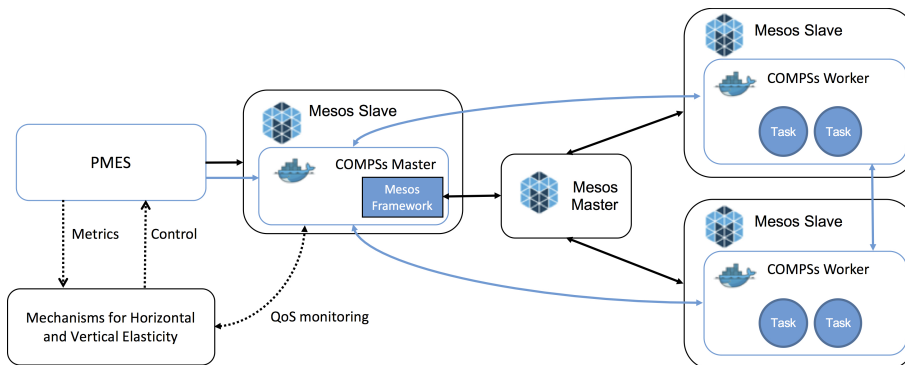 PMES
Metrics
Control
Mechanisms for Horizontal
and Vertical Elasticity
QoS monitoring
Mesos Slave
COMPSs Master
Mesos
Framework
Mesos
Master
Mesos Slave
COMPSs Worker
Task
Task
Mesos Slave
COMPSs Worker
Task
Task